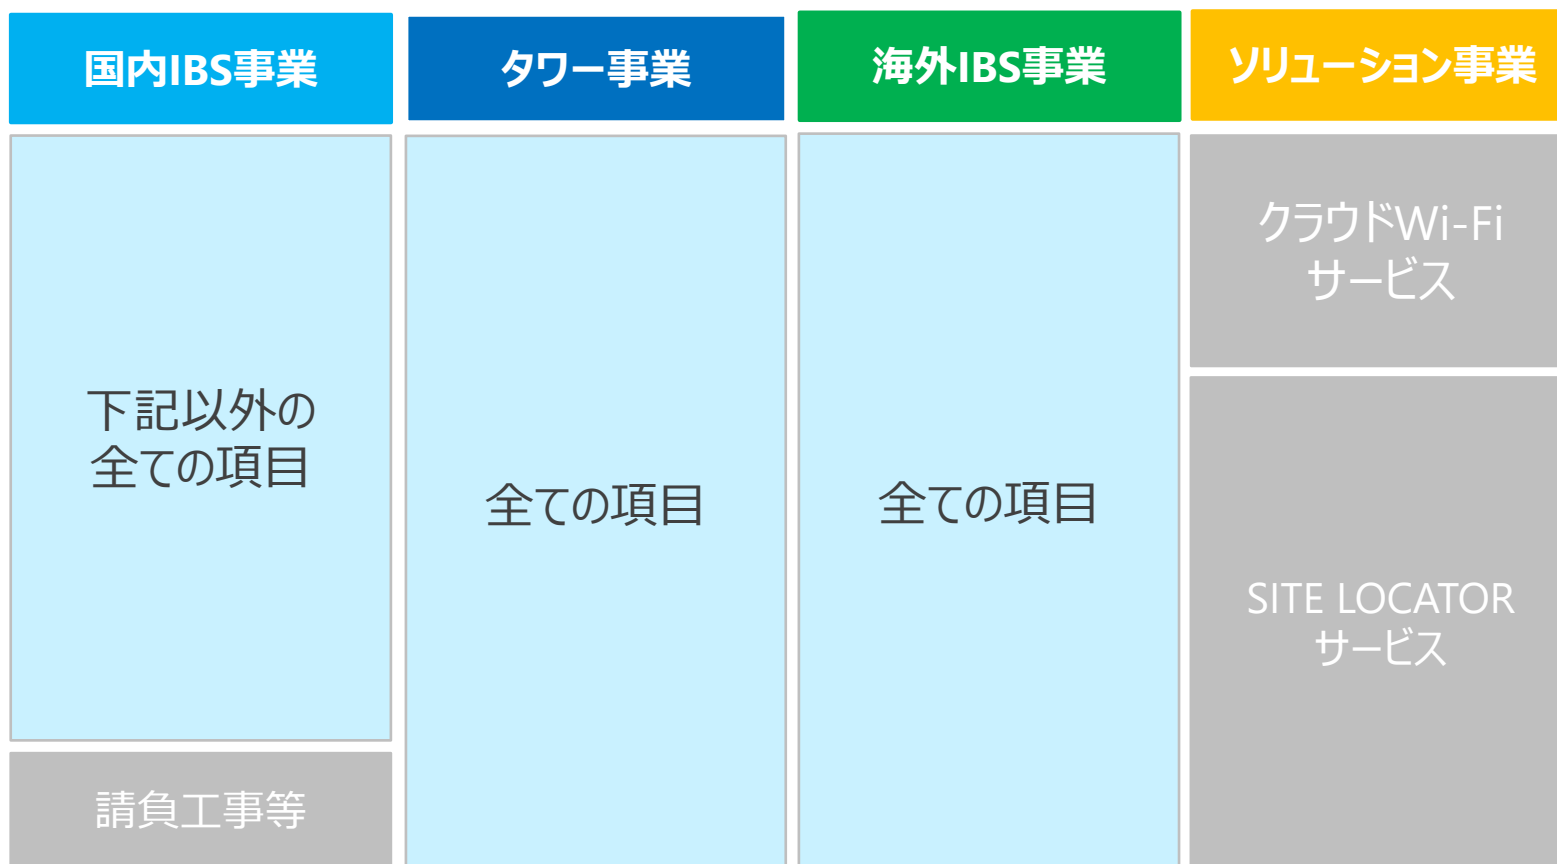 国内IBS事業
タワー事業
海外IBS事業
ソリューション事業
下記以外の
全ての項目
請負工事等
全ての項目
全ての項目
クラウドWi-Fi
サービス
SITE LOCATOR
サービス